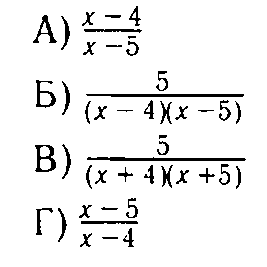 А) (x – 4)/(x – 5)
Б) 5/((x – 4)(x – 5))
В) 5/((x + 4)(x + 5))
Г) (x – 5)/(x – 4)